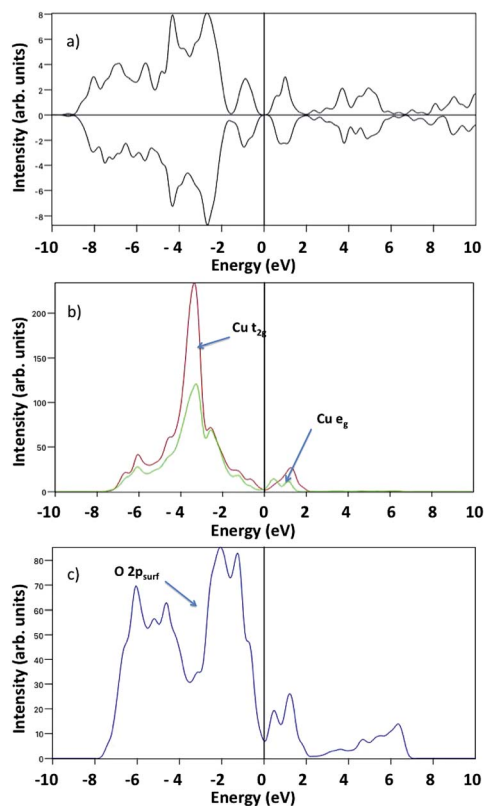 a)
Intensity (arb. units)
8
6
4
2
0
-2
-4
-6
-8
-10 -8 -6 - 4 -2 0 2 4 6 8 10
Energy (eV)
b)
Intensity (arb. units)
200
150
100
50
0
Cu t2g
Cu eg
-10 -8 -6 - 4 -2 0 2 4 6 8 10
Energy (eV)
c)
Intensity (arb. units)
80
70
60
50
40
30
20
10
0
O 2psurf
-10 -8 -6 - 4 -2 0 2 4 6 8 10
Energy (eV)